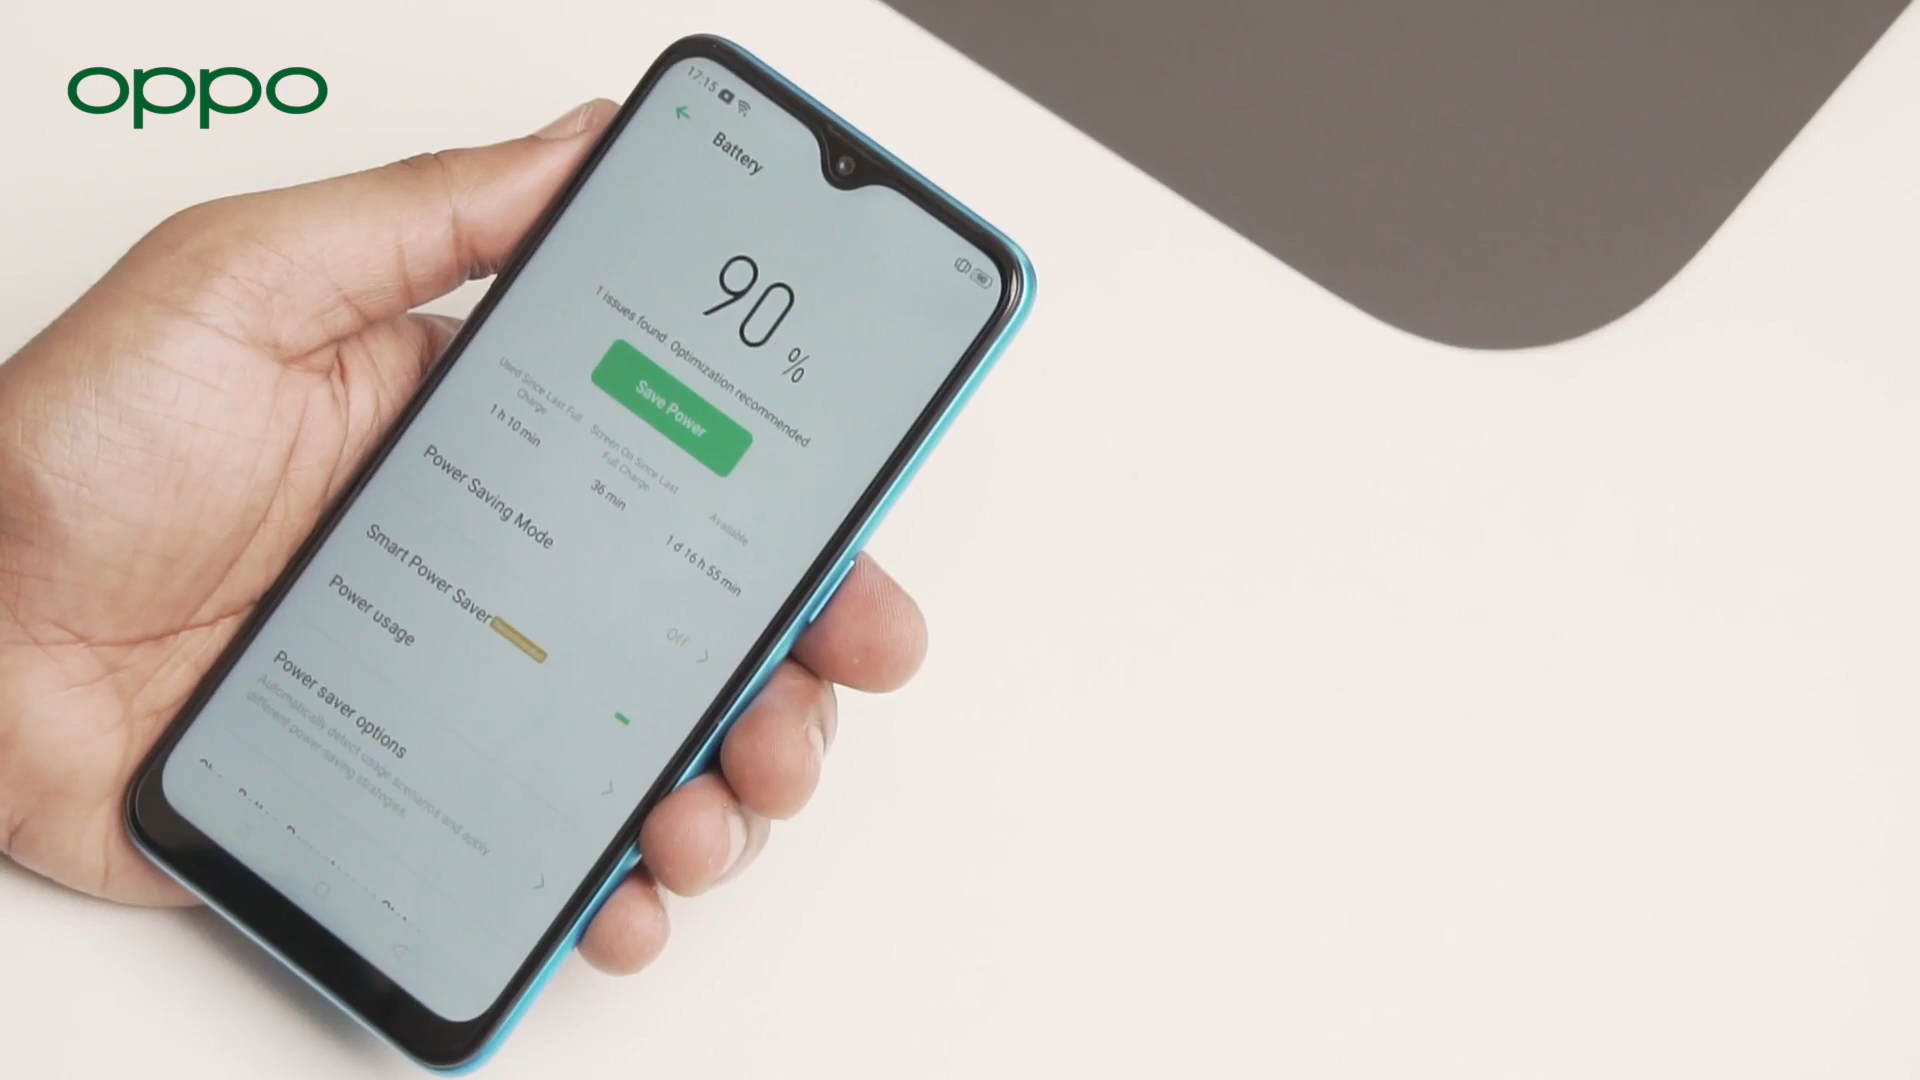 oppo
17:15
Battery
90 %
1 issues found. Optimization recommended
Save Power
Used Since Last Full
Charge
1 h 10 min
Screen On Since Last
Full Charge
36 min
Available
1 d 16 h 55 min
Power Saving Mode
Off
Smart Power Saver
Power usage
Power saver options
Automatically detect usage scenarios and apply
different power-saving strategies.